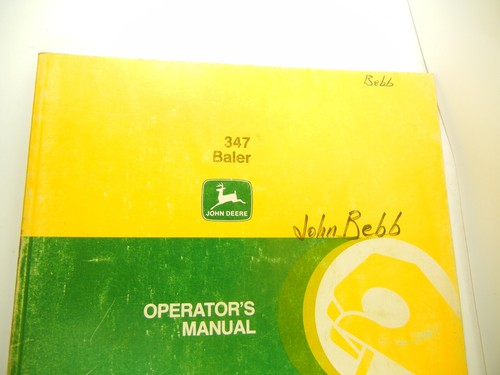 Bebb
347
Baler
JOHN DEERE
John Bebb
OPERATOR'S
MANUAL